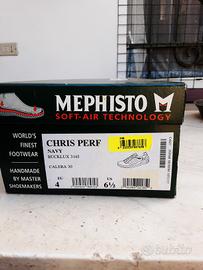 MEPHISTO M
SOFT-AIR TECHNOLOGY
WORLD'S
FINEST
FOOTWEAR
HANDMADE
BY MASTER
SHOEMAKERS
CHRIS PERF
NAVY
BUCKLUX 3145
CALERA 30
EU
4
US
6½
subito